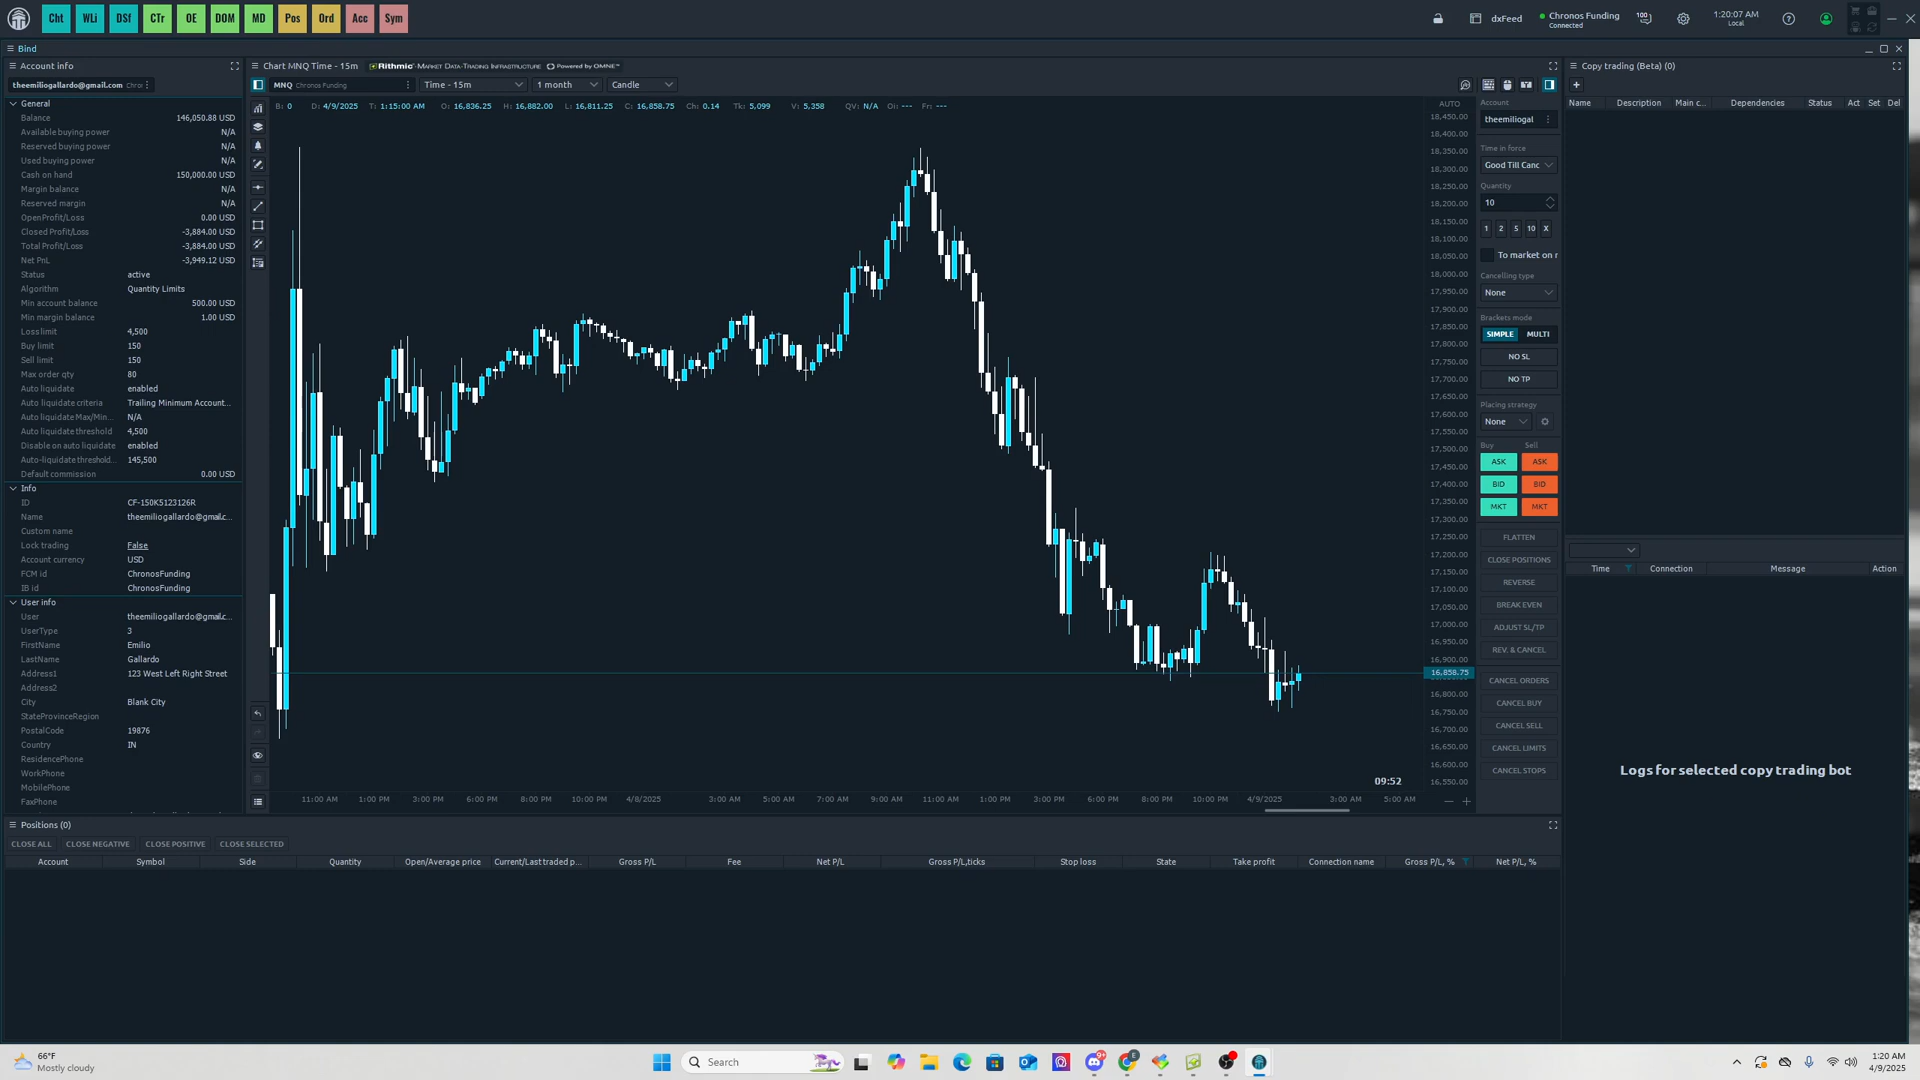 Cht WLi DSf CTr OE DOM MD Pos Ord Acc Sym
dxFeed
Chronos Funding
Connected
100
1:20:07 AM
Local
Bind
Account info
theemiliogallardo@gmail.com
General
Balance 146,050.88 USD
Available buying power N/A
Reserved buying power N/A
Used buying power N/A
Cash on hand 150,000.00 USD
Margin balance N/A
Reserved margin N/A
OpenProfit/Loss 0.00 USD
Closed Profit/Loss -3,884.00 USD
Total Profit/Loss -3,884.00 USD
Net PnL -3,949.12 USD
Status active
Algorithm Quantity Limits
Min account balance 500.00 USD
Min margin balance 1.00 USD
Loss limit 4,500
Buy limit 150
Sell limit 150
Max order qty 80
Auto liquidate enabled
Auto liquidate criteria Trailing Minimum Account...
Auto liquidate Max/Min... N/A
Auto liquidate threshold 4,500
Disable on auto liquidate enabled
Auto-liquidate threshold... 145,500
Default commission 0.00 USD
Info
ID CF-150K5123126R
Name theemiliogallardo@gmail.c...
Custom name
Lock trading False
Account currency USD
FCM id ChronosFunding
IB id ChronosFunding
User info
User theemiliogallardo@gmail.c...
UserType 3
FirstName Emilio
LastName Gallardo
Address1 123 West Left Right Street
Address2
City Blank City
StateProvinceRegion
PostalCode 19876
Country IN
ResidencePhone
WorkPhone
MobilePhone
FaxPhone
Chart MNQ Time - 15m
Rithmic - Market Data-Trading Infrastructure
Powered by OMNE™
MNQ Chronos Funding
Time - 15m
1 month
Candle
B: 0 D: 4/9/2025 T: 1:15:00 AM O: 16,836.25 H: 16,882.00 L: 16,811.25 C: 16,858.75 Ch: 0.14 Tk: 5,099 V: 5,358 QV: N/A Oi: --- Fr: ---
AUTO
18,450.00
18,400.00
18,350.00
18,300.00
18,250.00
18,200.00
18,150.00
18,100.00
18,050.00
18,000.00
17,950.00
17,900.00
17,850.00
17,800.00
17,750.00
17,700.00
17,650.00
17,600.00
17,550.00
17,500.00
17,450.00
17,400.00
17,350.00
17,300.00
17,250.00
17,200.00
17,150.00
17,100.00
17,050.00
17,000.00
16,950.00
16,900.00
16,858.75
16,800.00
16,750.00
16,700.00
16,650.00
16,600.00
16,550.00
09:52
11:00 AM 1:00 PM 3:00 PM 6:00 PM 8:00 PM 10:00 PM 4/8/2025 3:00 AM 5:00 AM 7:00 AM 9:00 AM 11:00 AM 1:00 PM 3:00 PM 6:00 PM 8:00 PM 10:00 PM 4/9/2025 3:00 AM 5:00 AM
Account
theemiliogal
Time in force
Good Till Canc
Quantity
10
1 2 5 10 X
To market on r
Cancelling type
None
Brackets mode
SIMPLE MULTI
NO SL
NO TP
Placing strategy
None
Buy Sell
ASK ASK
BID BID
MKT MKT
FLATTEN
CLOSE POSITIONS
REVERSE
BREAK EVEN
ADJUST SL/TP
REV. & CANCEL
CANCEL ORDERS
CANCEL BUY
CANCEL SELL
CANCEL LIMITS
CANCEL STOPS
Copy trading (Beta) (0)
Name Description Main c... Dependencies Status Act Set Del
Time Connection Message Action
Logs for selected copy trading bot
Positions (0)
CLOSE ALL CLOSE NEGATIVE CLOSE POSITIVE CLOSE SELECTED
Account Symbol Side Quantity Open/Average price Current/Last traded p... Gross P/L Fee Net P/L Gross P/L,ticks Stop loss State Take profit Connection name Gross P/L, % Net P/L, %
66°F
Mostly cloudy
Search
1:20 AM
4/9/2025